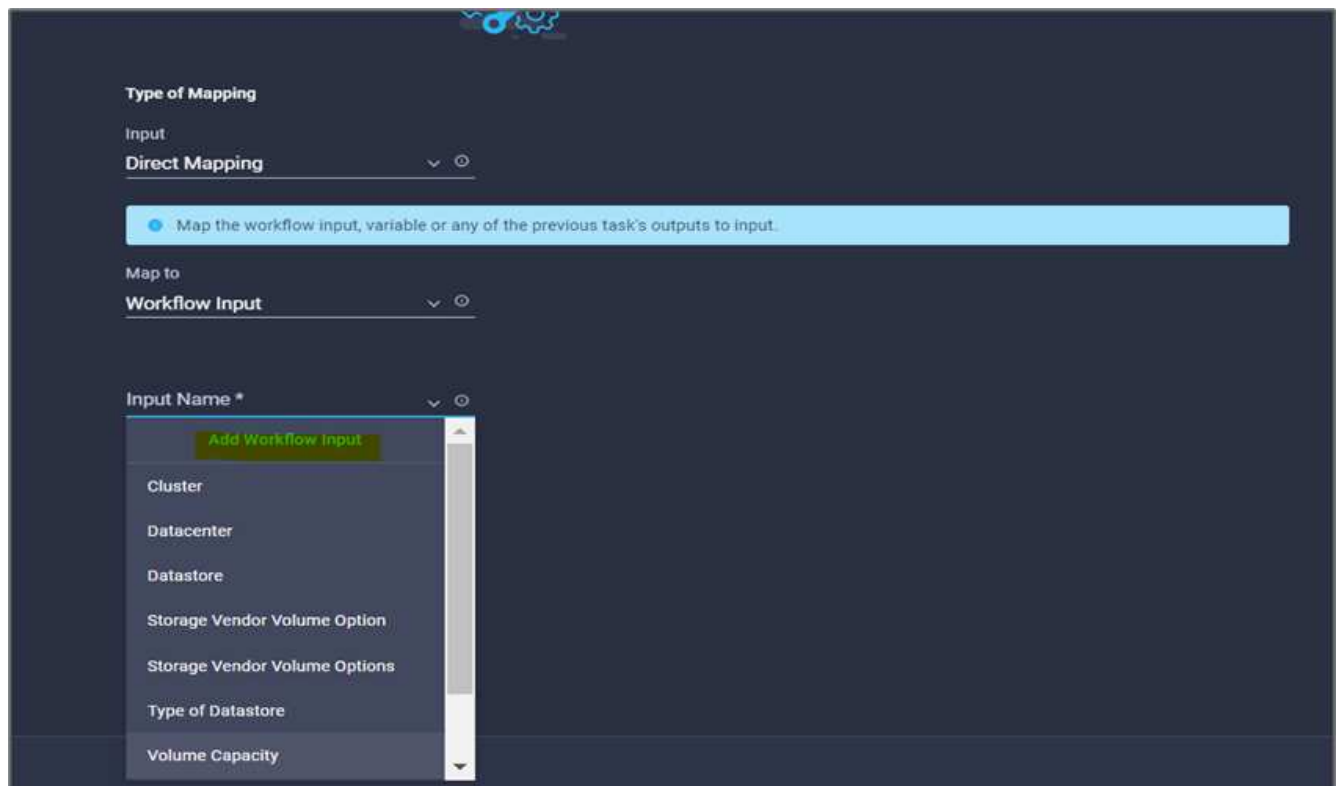 Type of Mapping
Input
Direct Mapping
Map the workflow input, variable or any of the previous task's outputs to input.
Map to
Workflow Input
Input Name *
Add Workflow Input
Cluster
Datacenter
Datastore
Storage Vendor Volume Option
Storage Vendor Volume Options
Type of Datastore
Volume Capacity